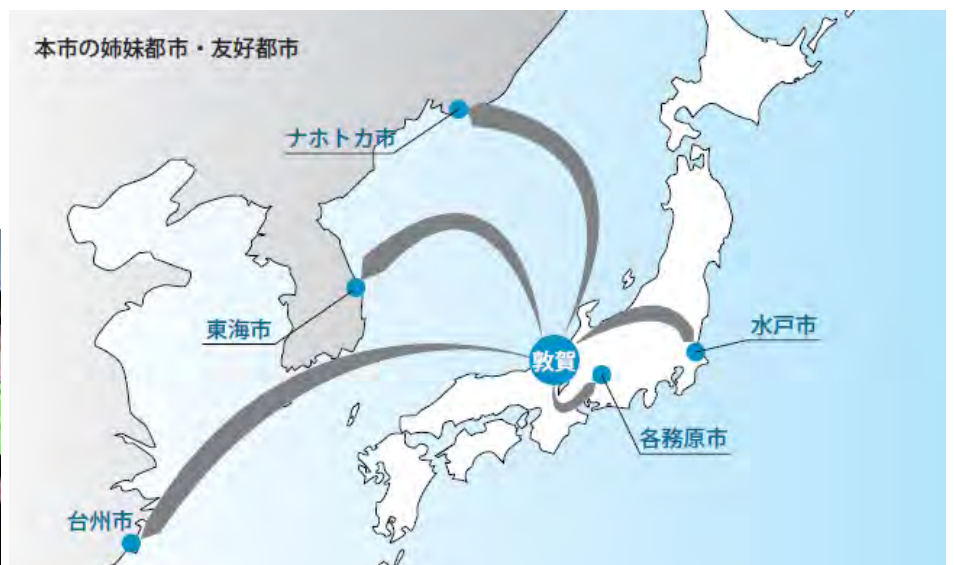 本市の姉妹都市・友好都市
ナホトカ市
東海市
水戸市
敦賀
各務原市
台州市